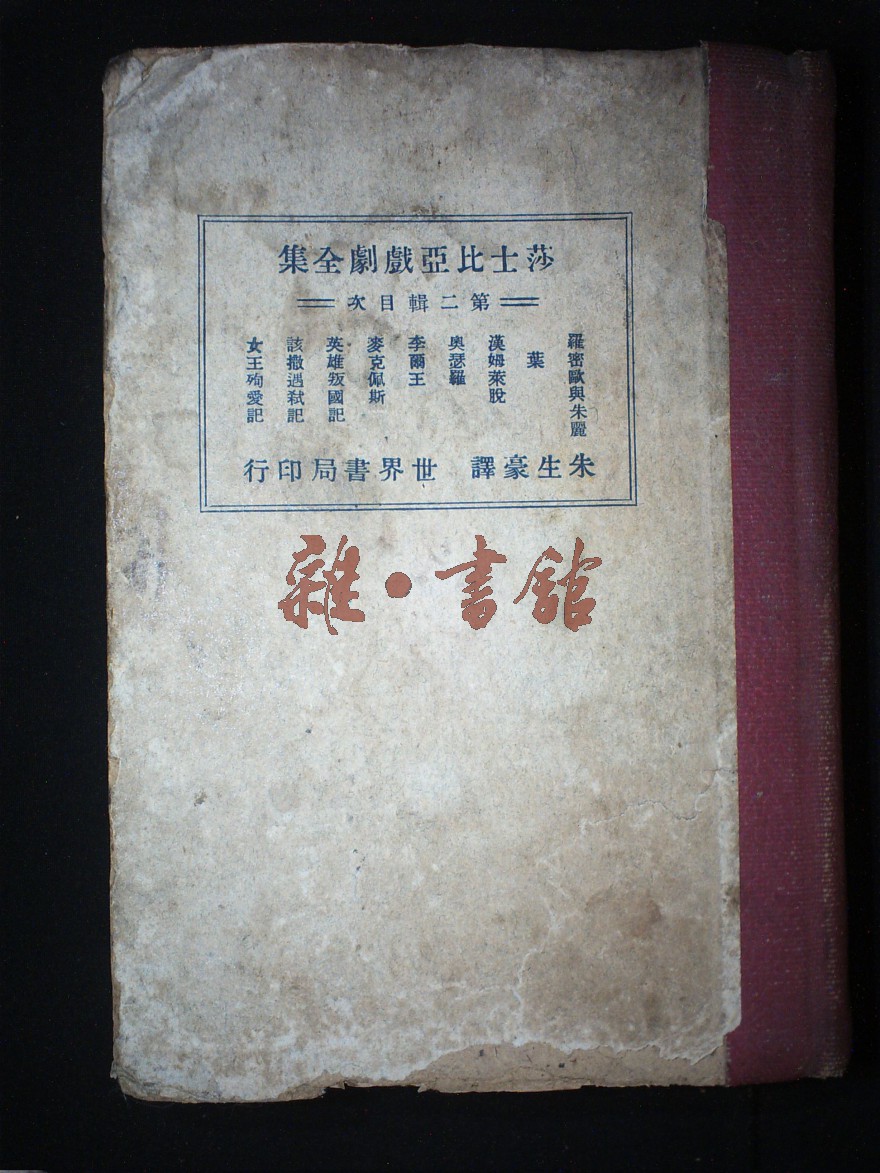 莎士比亞戲劇全集
第二輯目次
羅密歐與朱麗
葉
漢姆萊脫
奧瑟羅
李爾王
麥克佩斯
英雄叛國記
該撒遇弒記
女王殉愛記
朱生豪譯 世界書局印行
雜·書館